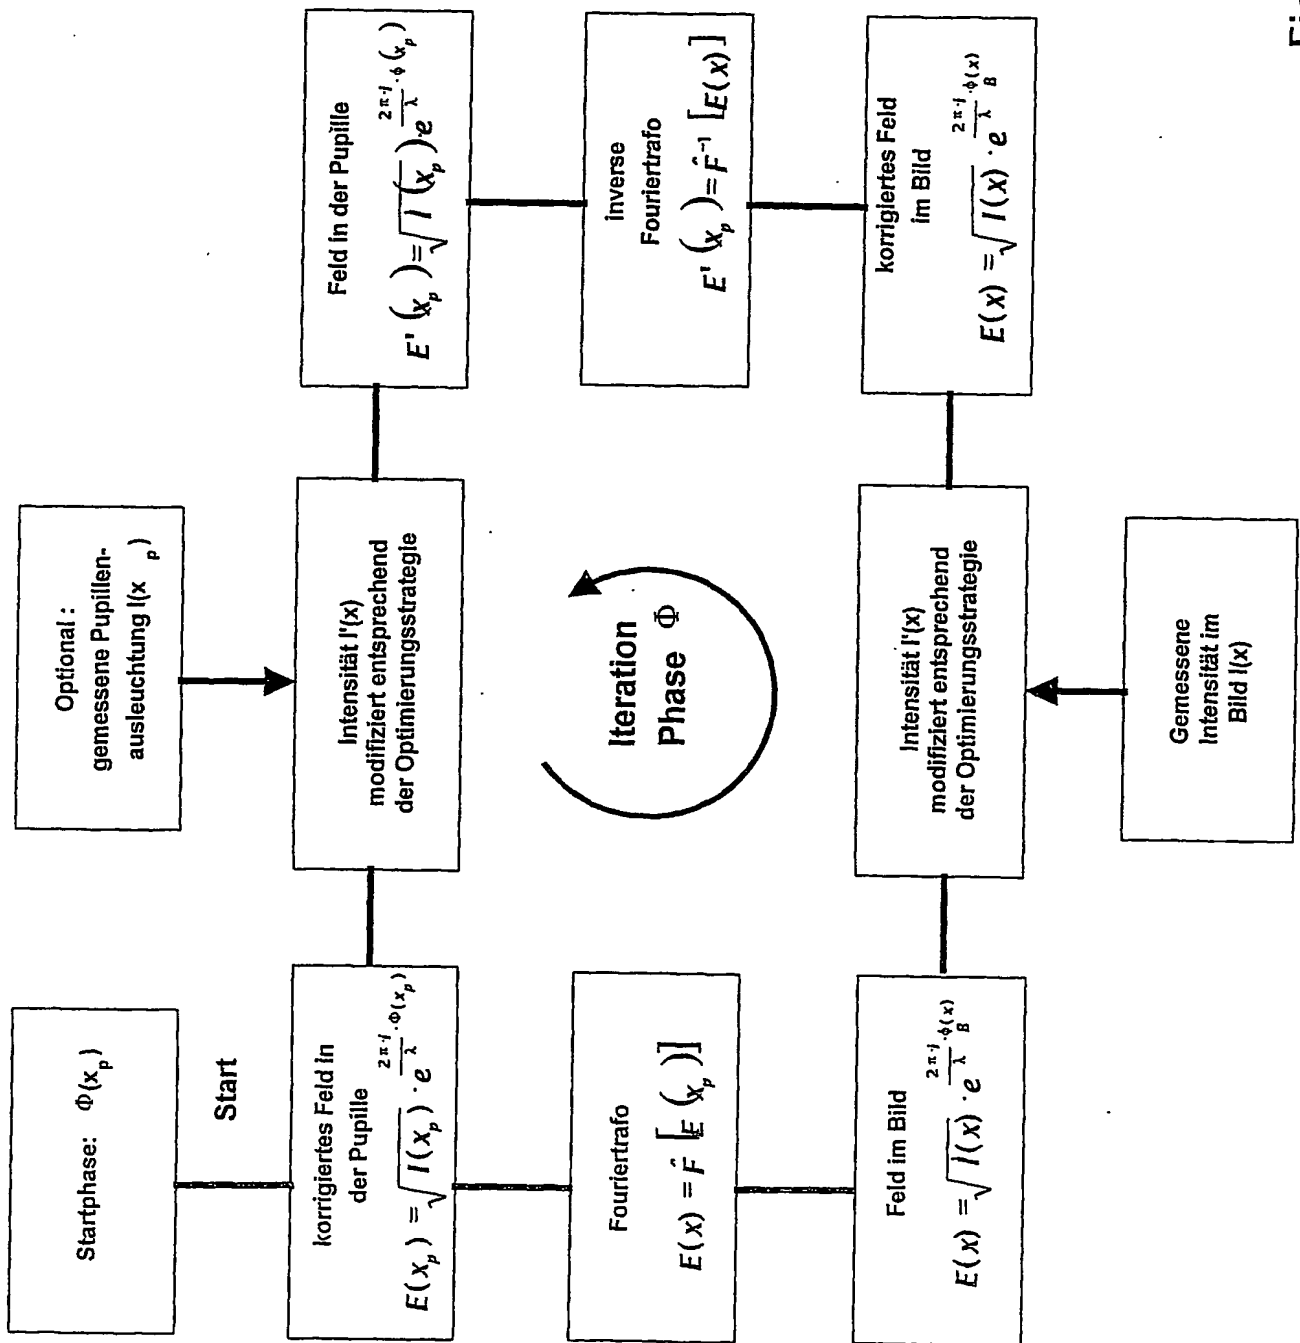 Startphase: Φ(x_p)
Start
Optional :
gemessene Pupillen-
ausleuchtung I(x_p)
korrigiertes Feld in
der Pupille
E(x_p) = √I(x_p) · e^(2π·i/λ · Φ(x_p))
Intensität I'(x)
modifiziert entsprechend
der Optimierungsstrategie
Feld in der Pupille
E'(x_p) = √I(x_p) · e^(2π·i/λ · ϕ(x_p))
Fouriertrafo
E(x) = F̂ [E(x_p)]
Iteration
Phase Φ
inverse
Fouriertrafo
E'(x_p) = F̂⁻¹ [E(x)]
Feld im Bild
E(x) = √I(x) · e^(2π·i/λ · ϕ_B(x))
Intensität I'(x)
modifiziert entsprechend
der Optimierungsstrategie
korrigiertes Feld
im Bild
E(x) = √I(x) · e^(2π·i/λ · ϕ_B(x))
Gemessene
Intensität im
Bild I(x)